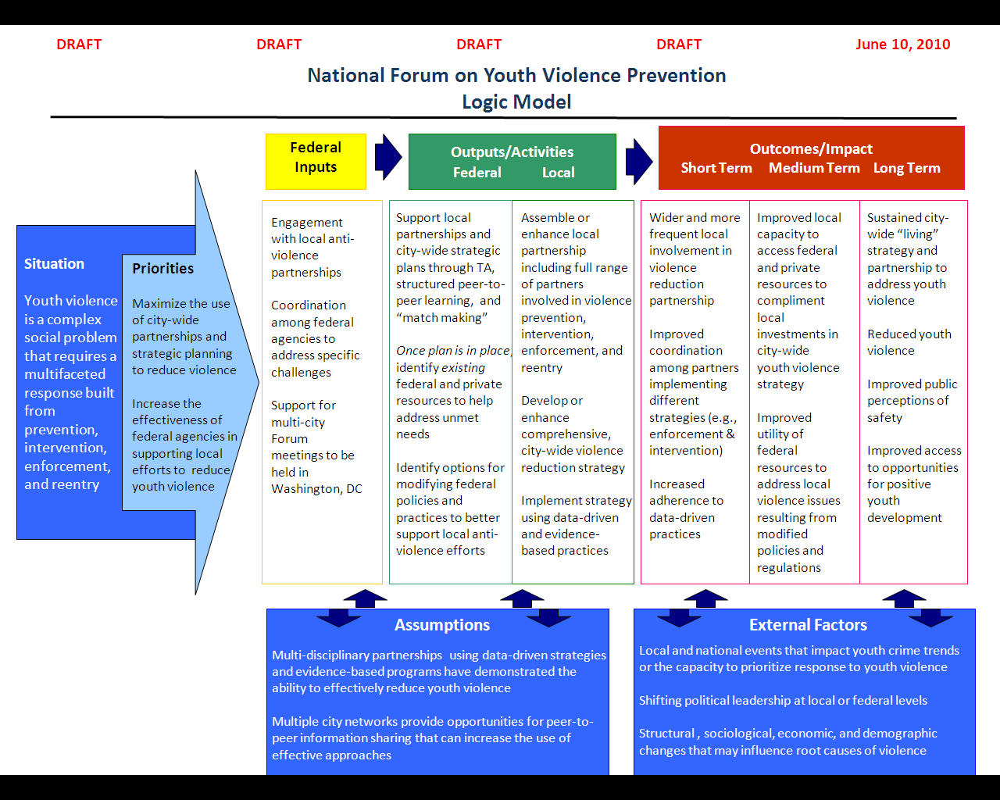 DRAFT DRAFT DRAFT DRAFT June 10, 2010
National Forum on Youth Violence Prevention
Logic Model
Situation
Youth violence
is a complex
social problem
that requires a
multifaceted
response built
from
prevention,
intervention,
enforcement,
and reentry
Priorities
Maximize the use
of city-wide
partnerships and
strategic planning
to reduce violence
Increase the
effectiveness of
federal agencies in
supporting local
efforts to reduce
youth violence
Federal
Inputs
Engagement
with local anti-
violence
partnerships
Coordination
among federal
agencies to
address specific
challenges
Support for
multi-city
Forum
meetings to be
held in
Washington, DC
Outputs/Activities
Federal Local
Support local
partnerships and
city-wide strategic
plans through TA,
structured peer-to-
peer learning, and
“match making”
Once plan is in place,
identify existing
federal and private
resources to help
address unmet
needs
Identify options for
modifying federal
policies and
practices to better
support local anti-
violence efforts
Assemble or
enhance local
partnership
including full range
of partners
involved in violence
prevention,
intervention,
enforcement, and
reentry
Develop or
enhance
comprehensive,
city-wide violence
reduction strategy
Implement strategy
using data-driven
and evidence-
based practices
Outcomes/Impact
Short Term Medium Term Long Term
Wider and more
frequent local
involvement in
violence
reduction
partnership
Improved
coordination
among partners
implementing
different
strategies (e.g.,
enforcement &
intervention)
Increased
adherence to
data-driven
practices
Improved local
capacity to
access federal
and private
resources to
compliment
local
investments in
city-wide
youth violence
strategy
Improved
utility of
federal
resources to
address local
violence issues
resulting from
modified
policies and
regulations
Sustained city-
wide “living”
strategy and
partnership to
address youth
violence
Reduced youth
violence
Improved public
perceptions of
safety
Improved access
to opportunities
for positive
youth
development
Assumptions
Multi-disciplinary partnerships using data-driven strategies
and evidence-based programs have demonstrated the
ability to effectively reduce youth violence
Multiple city networks provide opportunities for peer-to-
peer information sharing that can increase the use of
effective approaches
External Factors
Local and national events that impact youth crime trends
or the capacity to prioritize response to youth violence
Shifting political leadership at local or federal levels
Structural , sociological, economic, and demographic
changes that may influence root causes of violence